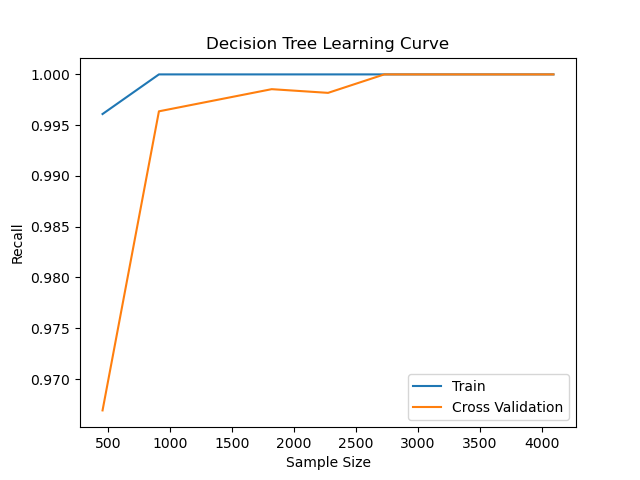 Decision Tree Learning Curve
1.000
0.995
0.990
0.985
0.980
0.975
0.970
Recall
Train
Cross Validation
500 1000 1500 2000 2500 3000 3500 4000
Sample Size